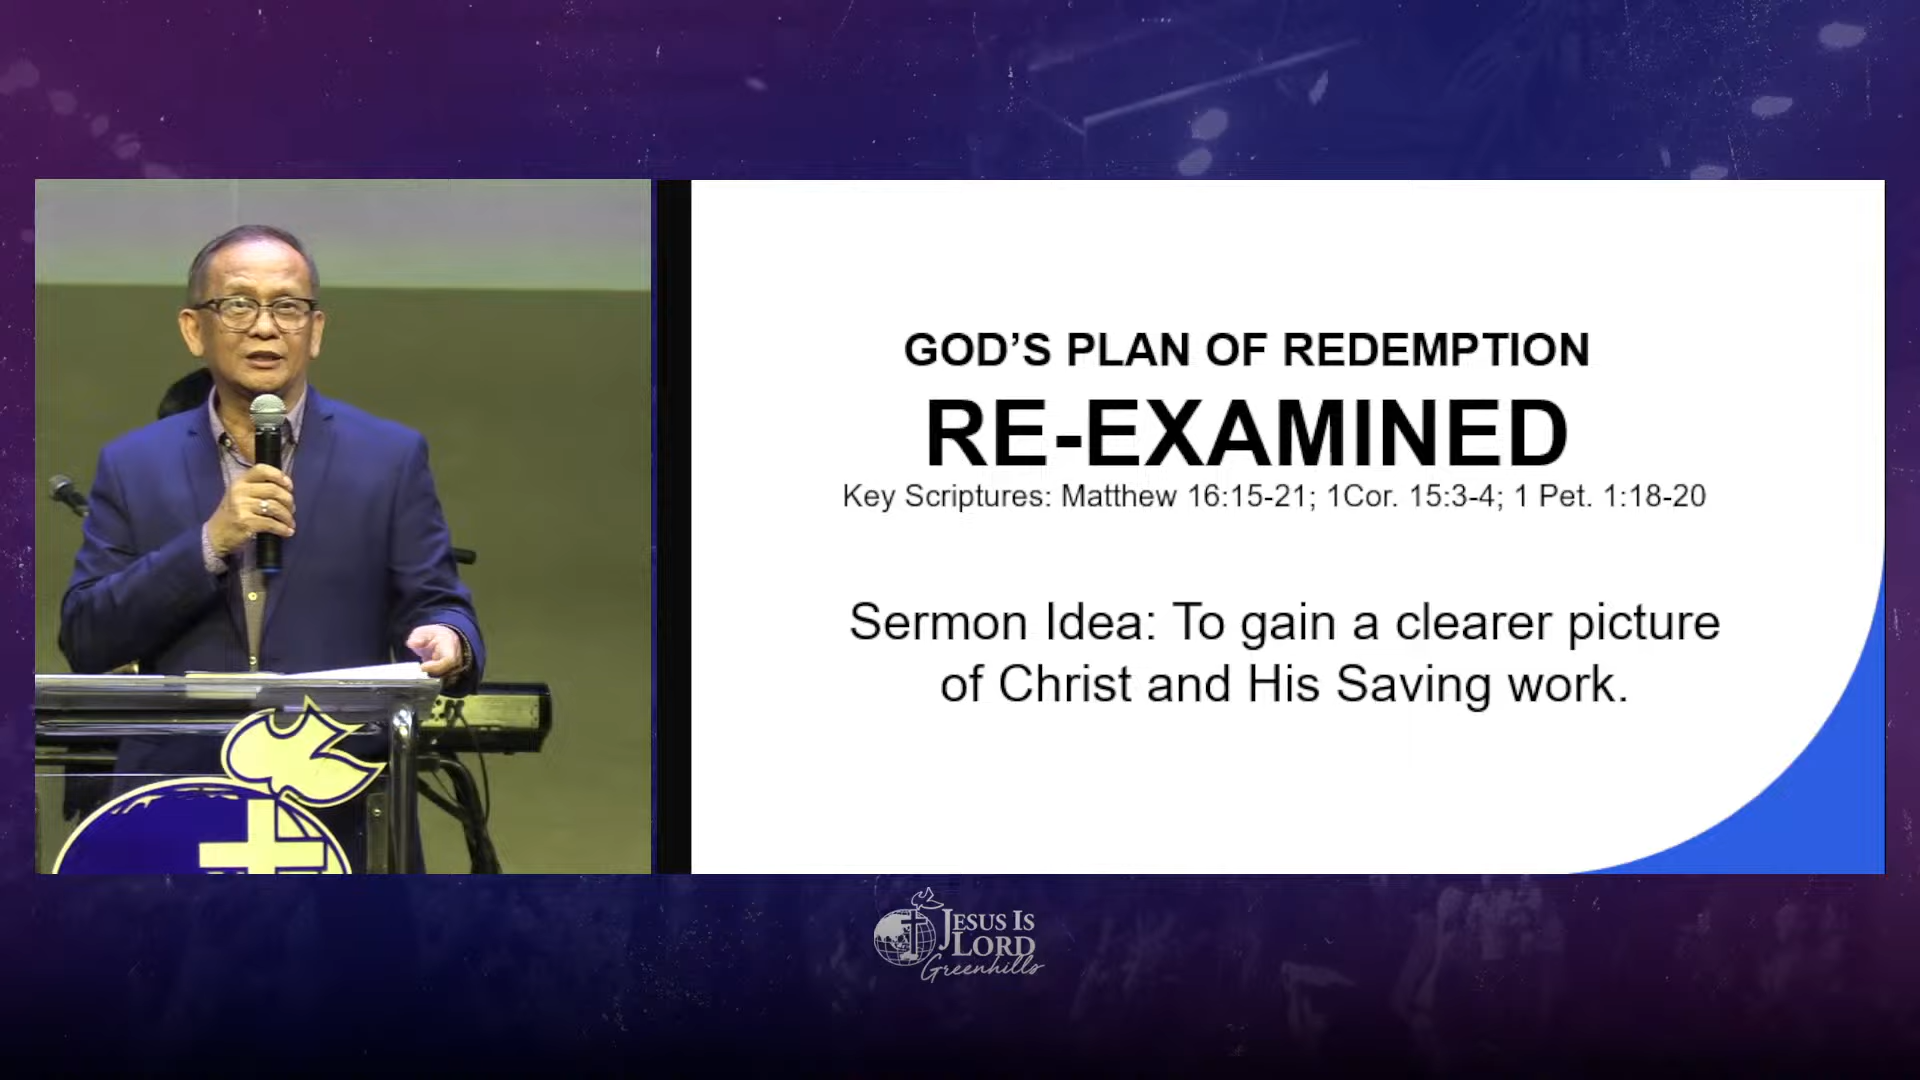 GOD’S PLAN OF REDEMPTION
RE-EXAMINED
Key Scriptures: Matthew 16:15-21; 1Cor. 15:3-4; 1 Pet. 1:18-20
Sermon Idea: To gain a clearer picture
of Christ and His Saving work.
JESUS IS
LORD
Greenhills